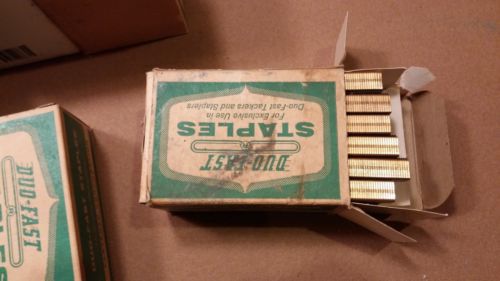 DUO-FAST
STAPLES
For Exclusive Use in
Duo-Fast Tackers and Staplers
DUO-FAST